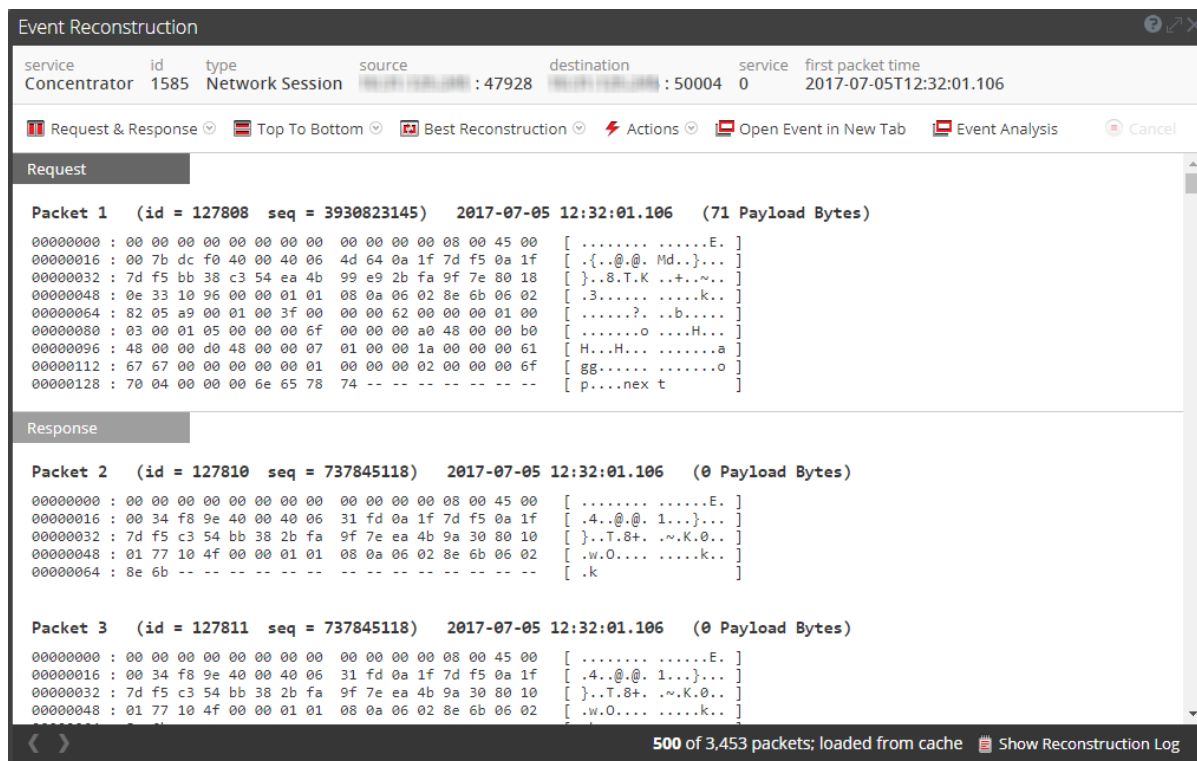 Event Reconstruction
service id type source destination service first packet time
Concentrator 1585 Network Session : 47928 : 50004 0 2017-07-05T12:32:01.106
Request & Response Top To Bottom Best Reconstruction Actions Open Event in New Tab Event Analysis Cancel
Request
Packet 1 (id = 127808 seq = 3930823145) 2017-07-05 12:32:01.106 (71 Payload Bytes)
00000000 : 00 00 00 00 00 00 00 00 00 00 00 00 08 00 45 00 [ ........ ......E. ]
00000016 : 00 7b dc f0 40 00 40 06 4d 64 0a 1f 7d f5 0a 1f [ .{..@.@. Md..}... ]
00000032 : 7d f5 bb 38 c3 54 ea 4b 99 e9 2b fa 9f 7e 80 18 [ }..8.T.K ..+..~.. ]
00000048 : 0e 33 10 96 00 00 01 01 08 0a 06 02 8e 6b 06 02 [ .3...... .....k.. ]
00000064 : 82 05 a9 00 01 00 3f 00 00 00 62 00 00 00 01 00 [ ......?. ..b..... ]
00000080 : 03 00 01 05 00 00 00 6f 00 00 00 a0 48 00 00 b0 [ .......o ....H... ]
00000096 : 48 00 00 d0 48 00 00 07 01 00 00 1a 00 00 00 61 [ H...H... .......a ]
00000112 : 67 67 00 00 00 00 00 01 00 00 00 02 00 00 00 6f [ gg...... .......o ]
00000128 : 70 04 00 00 00 6e 65 78 74 -- -- -- -- -- -- -- [ p....nex t ]
Response
Packet 2 (id = 127810 seq = 737845118) 2017-07-05 12:32:01.106 (0 Payload Bytes)
00000000 : 00 00 00 00 00 00 00 00 00 00 00 00 08 00 45 00 [ ........ ......E. ]
00000016 : 00 34 f8 9e 40 00 40 06 31 fd 0a 1f 7d f5 0a 1f [ .4..@.@. 1...}... ]
00000032 : 7d f5 c3 54 bb 38 2b fa 9f 7e ea 4b 9a 30 80 10 [ }..T.8+. .~.K.0.. ]
00000048 : 01 77 10 4f 00 00 01 01 08 0a 06 02 8e 6b 06 02 [ .w.O.... .....k.. ]
00000064 : 8e 6b -- -- -- -- -- -- -- -- -- -- -- -- -- -- [ .k ]
Packet 3 (id = 127811 seq = 737845118) 2017-07-05 12:32:01.106 (0 Payload Bytes)
00000000 : 00 00 00 00 00 00 00 00 00 00 00 00 08 00 45 00 [ ........ ......E. ]
00000016 : 00 34 f8 9e 40 00 40 06 31 fd 0a 1f 7d f5 0a 1f [ .4..@.@. 1...}... ]
00000032 : 7d f5 c3 54 bb 38 2b fa 9f 7e ea 4b 9a 30 80 10 [ }..T.8+. .~.K.0.. ]
00000048 : 01 77 10 4f 00 00 01 01 08 0a 06 02 8e 6b 06 02 [ .w.O.... .....k.. ]
500 of 3,453 packets; loaded from cache Show Reconstruction Log